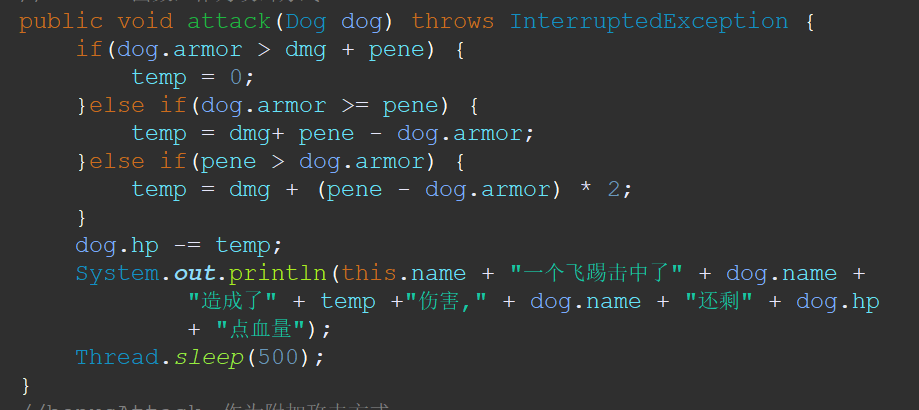 public void attack(Dog dog) throws InterruptedException {
if(dog.armor > dmg + pene) {
temp = 0;
}else if(dog.armor >= pene) {
temp = dmg+ pene - dog.armor;
}else if(pene > dog.armor) {
temp = dmg + (pene - dog.armor) * 2;
}
dog.hp -= temp;
System.out.println(this.name + "一个飞踢击中了" + dog.name +
"造成了" + temp +"伤害," + dog.name + "还剩" + dog.hp
+ "点血量");
Thread.sleep(500);
}